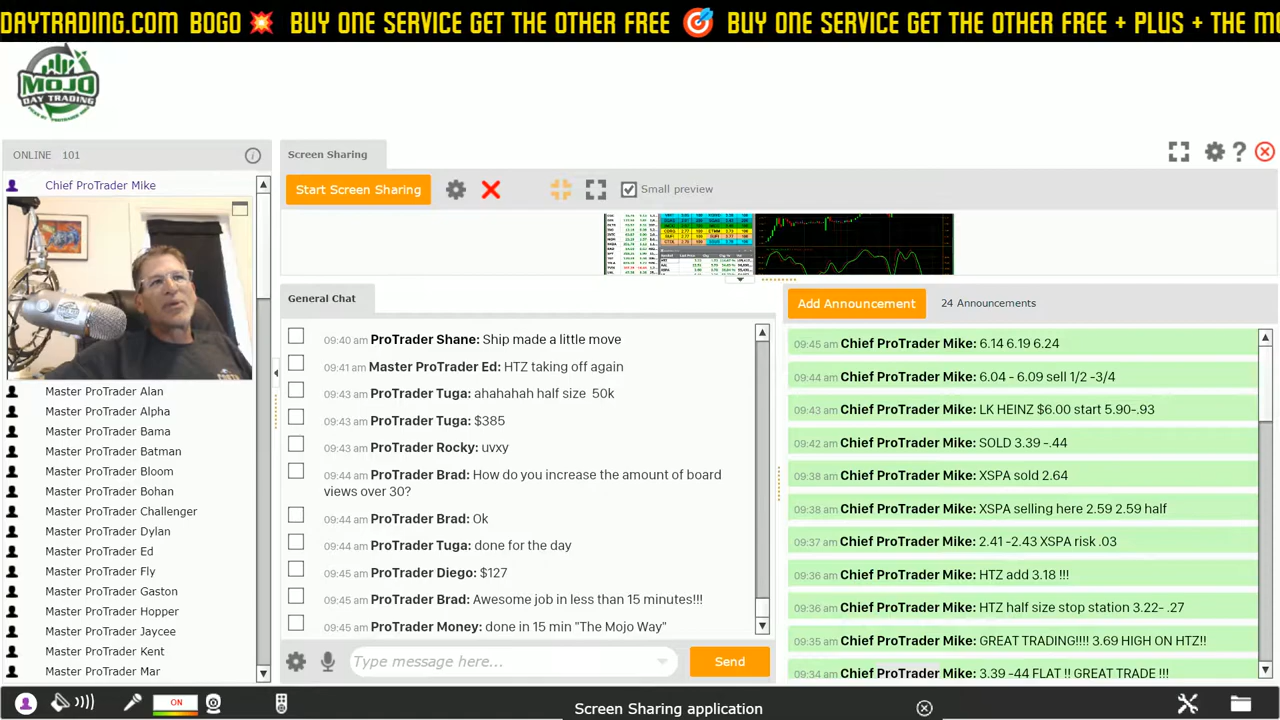 DAYTRADING.COM BOGO BUY ONE SERVICE GET THE OTHER FREE BUY ONE SERVICE GET THE OTHER FREE + PLUS + THE
MOJO
DAY TRADING
ONLINE 101
Chief ProTrader Mike
Master ProTrader Alan
Master ProTrader Alpha
Master ProTrader Bama
Master ProTrader Batman
Master ProTrader Bloom
Master ProTrader Bohan
Master ProTrader Challenger
Master ProTrader Dylan
Master ProTrader Ed
Master ProTrader Fly
Master ProTrader Gaston
Master ProTrader Hopper
Master ProTrader Jaycee
Master ProTrader Kent
Master ProTrader Mar
Screen Sharing
Start Screen Sharing
Small preview
General Chat
09:40 am ProTrader Shane: Ship made a little move
09:41 am Master ProTrader Ed: HTZ taking off again
09:43 am ProTrader Tuga: ahahahah half size 50k
09:43 am ProTrader Tuga: $385
09:43 am ProTrader Rocky: uvxy
09:44 am ProTrader Brad: How do you increase the amount of board
views over 30?
09:44 am ProTrader Brad: Ok
09:44 am ProTrader Tuga: done for the day
09:45 am ProTrader Diego: $127
09:45 am ProTrader Brad: Awesome job in less than 15 minutes!!!
09:45 am ProTrader Money: done in 15 min "The Mojo Way"
Type message here...
Send
Add Announcement 24 Announcements
09:45 am Chief ProTrader Mike: 6.14 6.19 6.24
09:44 am Chief ProTrader Mike: 6.04 - 6.09 sell 1/2 -3/4
09:43 am Chief ProTrader Mike: LK HEINZ $6.00 start 5.90-.93
09:42 am Chief ProTrader Mike: SOLD 3.39 -.44
09:38 am Chief ProTrader Mike: XSPA sold 2.64
09:38 am Chief ProTrader Mike: XSPA selling here 2.59 2.59 half
09:37 am Chief ProTrader Mike: 2.41 -2.43 XSPA risk .03
09:36 am Chief ProTrader Mike: HTZ add 3.18 !!!
09:36 am Chief ProTrader Mike: HTZ half size stop station 3.22- .27
09:35 am Chief ProTrader Mike: GREAT TRADING!!!! 3.69 HIGH ON HTZ!!
09:34 am Chief ProTrader Mike: 3.39 -44 FLAT !! GREAT TRADE !!!
ON
Screen Sharing application